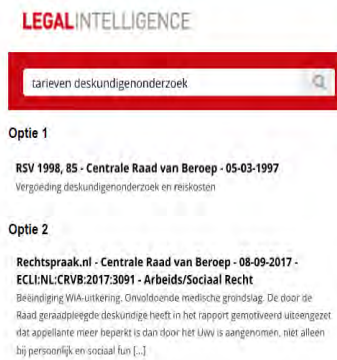 LEGALINTELLIGENCE
tarieven deskundigenonderzoek
Optie 1
RSV 1998, 85 - Centrale Raad van Beroep - 05-03-1997
Vergoeding deskundigenonderzoek en reiskosten
Optie 2
Rechtspraak.nl - Centrale Raad van Beroep - 08-09-2017 -
ECLI:NL:CRVB:2017:3091 - Arbeids/Sociaal Recht
Beëindiging WIA-uitkering. Onvoldoende medische grondslag. De door de
Raad geraadpleegde deskundige heeft in het rapport gemotiveerd uiteengezet
dat appellante meer beperkt is dan door het Uwv is aangenomen, niet alleen
bij persoonlijk en sociaal fun [...]